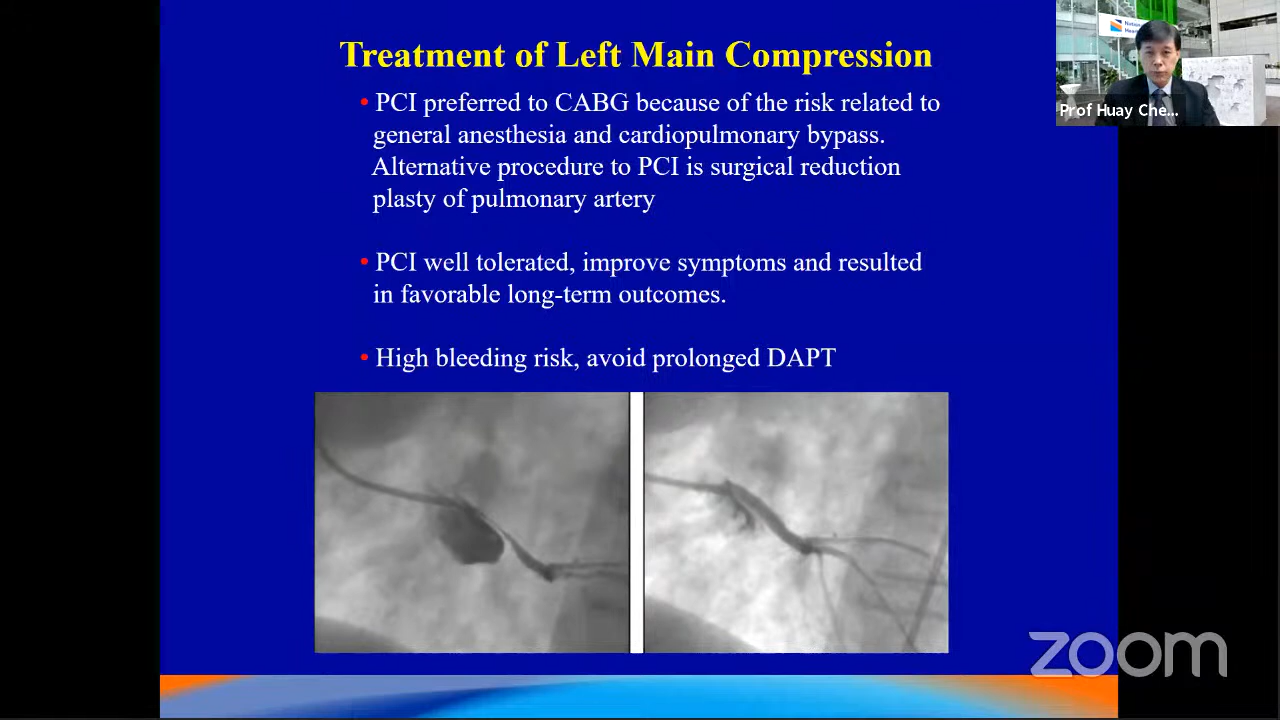 Treatment of Left Main Compression
• PCI preferred to CABG because of the risk related to
general anesthesia and cardiopulmonary bypass.
Alternative procedure to PCI is surgical reduction
plasty of pulmonary artery
• PCI well tolerated, improve symptoms and resulted
in favorable long-term outcomes.
• High bleeding risk, avoid prolonged DAPT
Prof Huay Che...
zoom